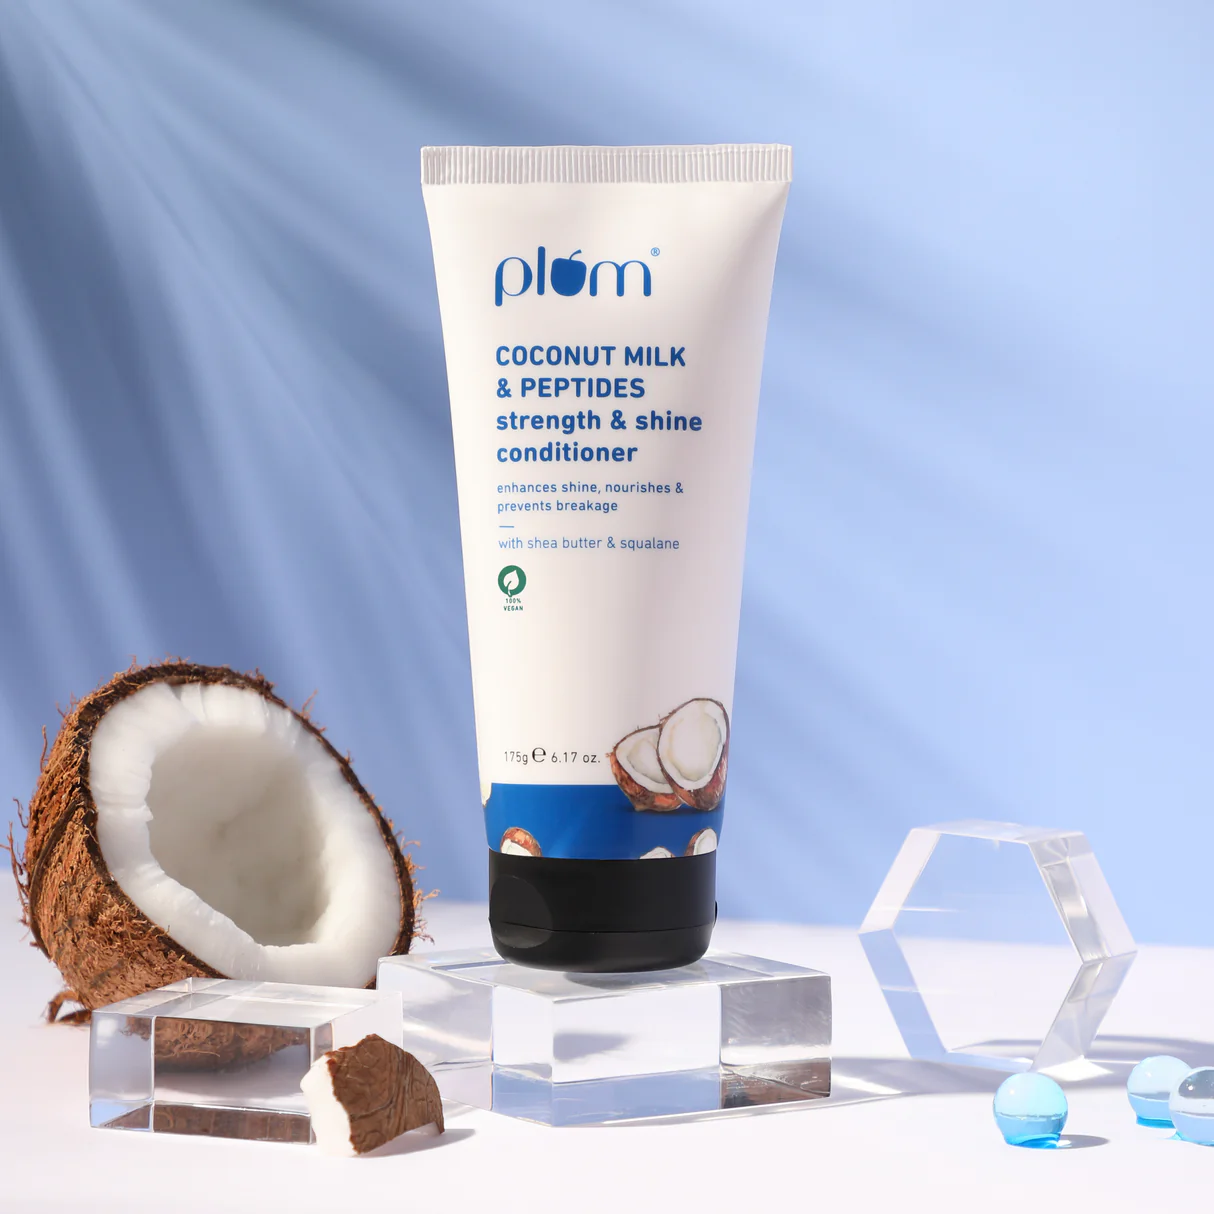 plum®
COCONUT MILK
& PEPTIDES
strength & shine
conditioner
enhances shine, nourishes &
prevents breakage
with shea butter & squalane
100%
VEGAN
175g ℮ 6.17 oz.